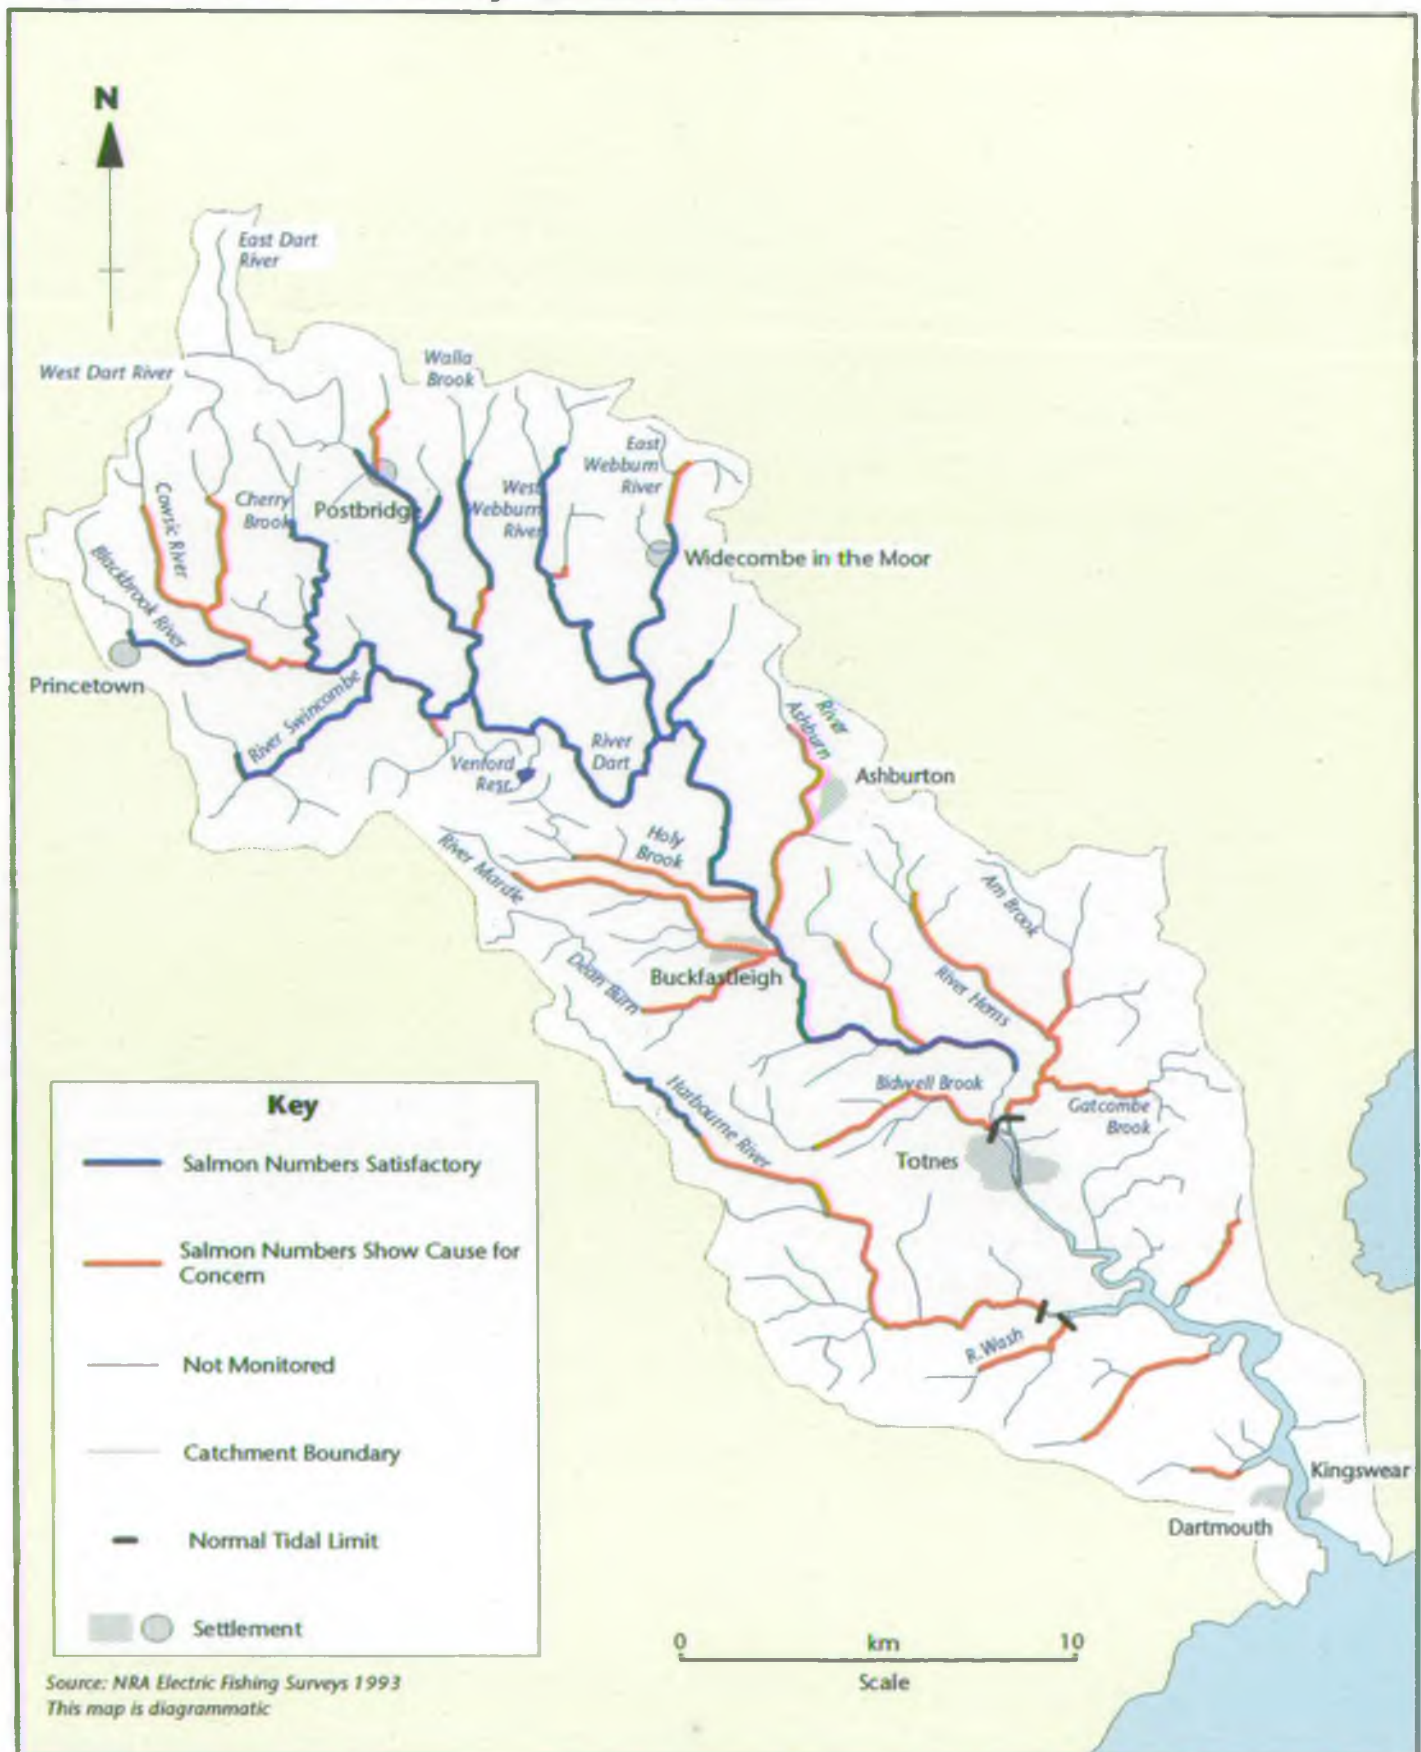 N
East Dart
River
West Dart River
Walla
Brook
East
Webburn
River
West
Webburn
River
Cherry
Brook
Cowsic River
Postbridge
Blackbrook River
Widecombe in the Moor
Princetown
River Swincombe
River
Ashburn
River
Dart
Venford
Resr.
Ashburton
Holy
Brook
River Mardle
Am Brook
Dean Burn
Buckfastleigh
River Hems
Harbourne River
Bidwell Brook
Gatcombe
Brook
Totnes
R. Wash
Kingswear
Dartmouth
Key
Salmon Numbers Satisfactory
Salmon Numbers Show Cause for
Concern
Not Monitored
Catchment Boundary
Normal Tidal Limit
Settlement
0 km 10
Scale
Source: NRA Electric Fishing Surveys 1993
This map is diagrammatic